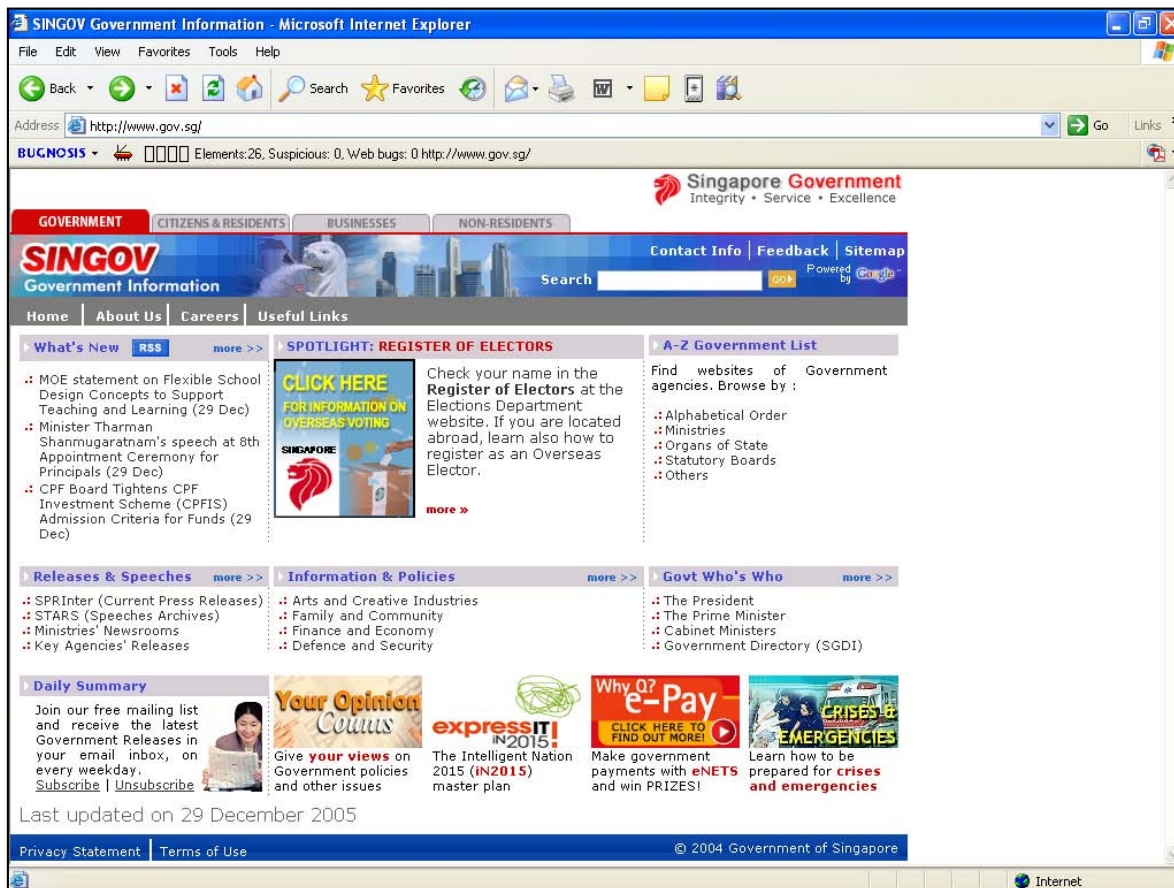 SINGOV Government Information - Microsoft Internet Explorer
File Edit View Favorites Tools Help
Back Search Favorites
Address http://www.gov.sg/ Go Links
BUGNOSIS Elements:26, Suspicious: 0, Web bugs: 0 http://www.gov.sg/
Singapore Government
Integrity • Service • Excellence
GOVERNMENT CITIZENS & RESIDENTS BUSINESSES NON-RESIDENTS
SINGOV
Government Information
Contact Info | Feedback | Sitemap
Search GO Powered by Google
Home | About Us | Careers | Useful Links
What's New RSS more >>
.: MOE statement on Flexible School
Design Concepts to Support
Teaching and Learning (29 Dec)
.: Minister Tharman
Shanmugaratnam's speech at 8th
Appointment Ceremony for
Principals (29 Dec)
.: CPF Board Tightens CPF
Investment Scheme (CPFIS)
Admission Criteria for Funds (29
Dec)
SPOTLIGHT: REGISTER OF ELECTORS
CLICK HERE
FOR INFORMATION ON
OVERSEAS VOTING
SINGAPORE
Check your name in the
Register of Electors at the
Elections Department
website. If you are located
abroad, learn also how to
register as an Overseas
Elector.
more »
A-Z Government List
Find websites of Government
agencies. Browse by :
.: Alphabetical Order
.: Ministries
.: Organs of State
.: Statutory Boards
.: Others
Releases & Speeches more >>
.: SPRInter (Current Press Releases)
.: STARS (Speeches Archives)
.: Ministries' Newsrooms
.: Key Agencies' Releases
Information & Policies more >>
.: Arts and Creative Industries
.: Family and Community
.: Finance and Economy
.: Defence and Security
Govt Who's Who more >>
.: The President
.: The Prime Minister
.: Cabinet Ministers
.: Government Directory (SGDI)
Daily Summary
Join our free mailing list
and receive the latest
Government Releases in
your email inbox, on
every weekday.
Subscribe | Unsubscribe
Your Opinion
Counts
Give your views on
Government policies
and other issues
expressIT!
iN2015
The Intelligent Nation
2015 (iN2015)
master plan
Why Q?
e-Pay
CLICK HERE TO
FIND OUT MORE!
Make government
payments with eNETS
and win PRIZES!
CRISES &
EMERGENCIES
Learn how to be
prepared for crises
and emergencies
Last updated on 29 December 2005
Privacy Statement | Terms of Use
© 2004 Government of Singapore
Internet